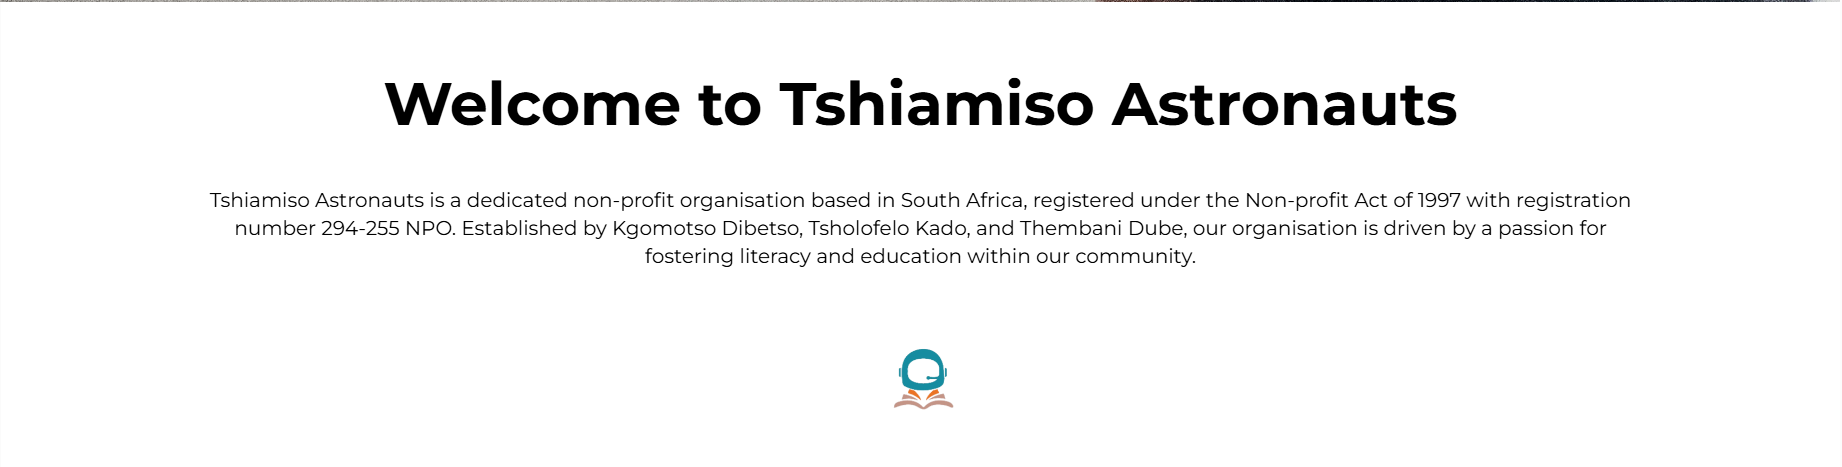 Welcome to Tshiamiso Astronauts
Tshiamiso Astronauts is a dedicated non-profit organisation based in South Africa, registered under the Non-profit Act of 1997 with registration
number 294-255 NPO. Established by Kgomotso Dibetso, Tsholofelo Kado, and Thembani Dube, our organisation is driven by a passion for
fostering literacy and education within our community.